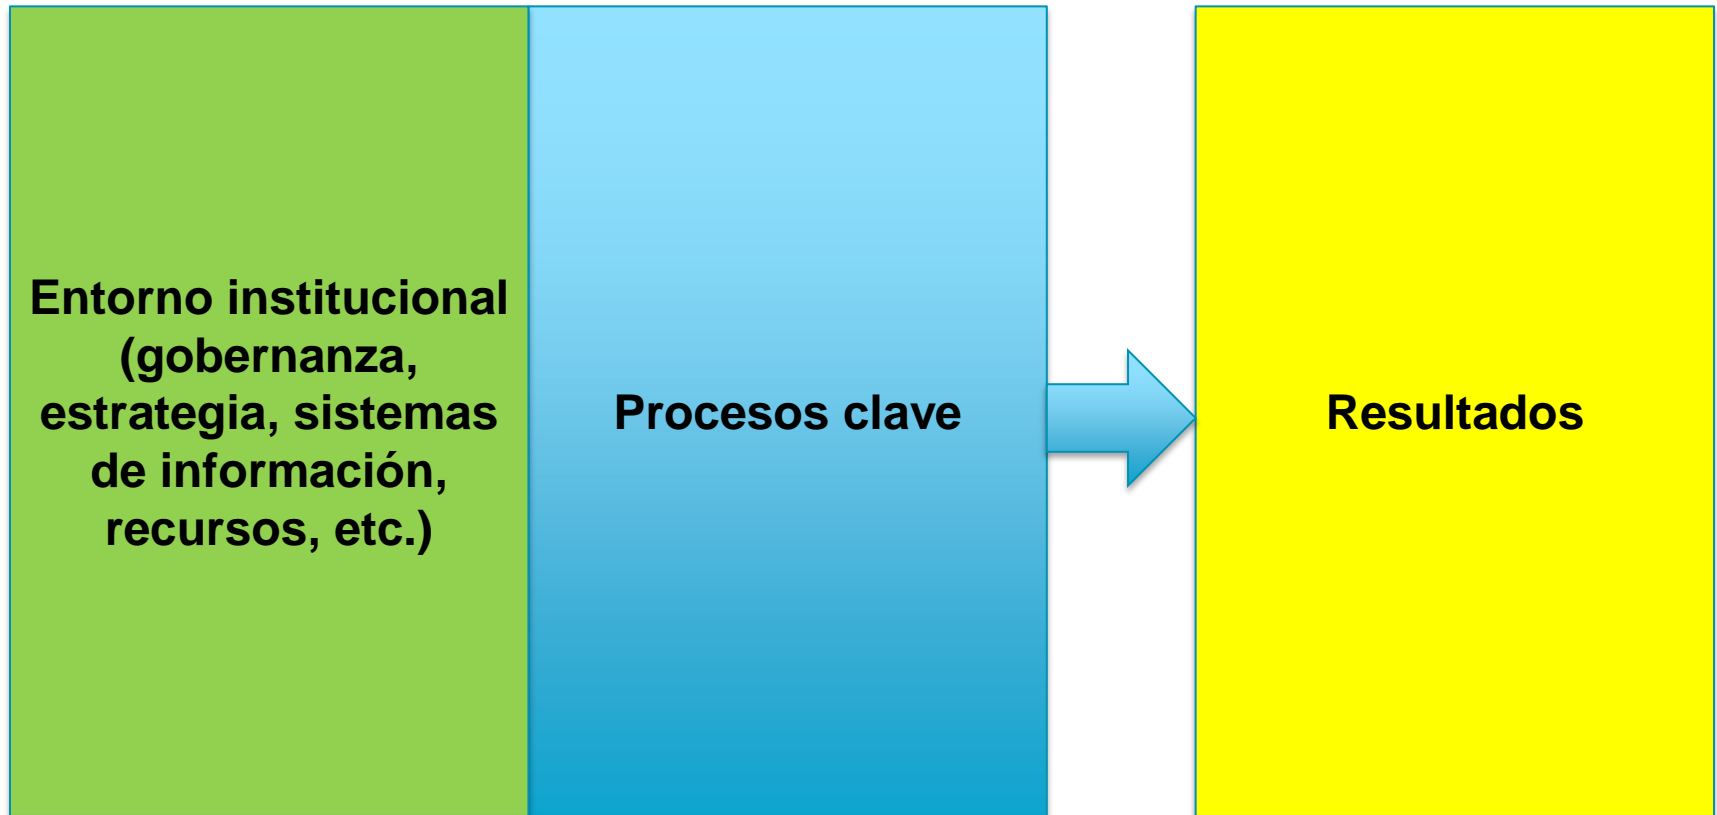 Entorno institucional
(gobernanza,
estrategia, sistemas
de información,
recursos, etc.)
Procesos clave
Resultados